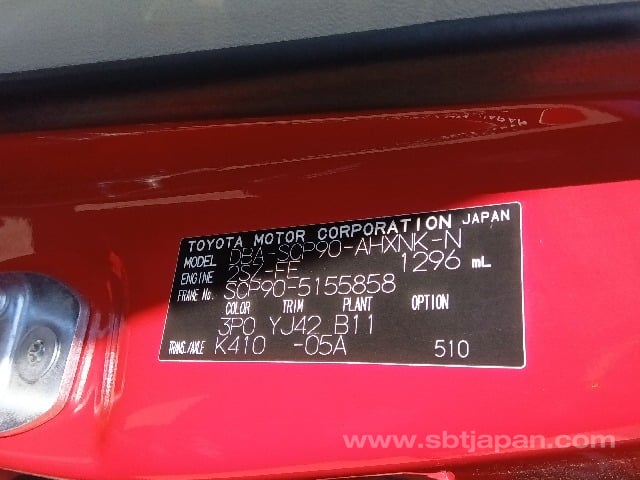 TOYOTA MOTOR CORPORATION JAPAN
MODEL DBA-SCP90-AHXNK-N
ENGINE 2SZ-FE 1296 mL
FRAME No. SCP90-5155858
COLOR TRIM PLANT OPTION
3P0 YJ42 B11
TRANS./AXLE K410 -05A 510
www.sbtjapan.com